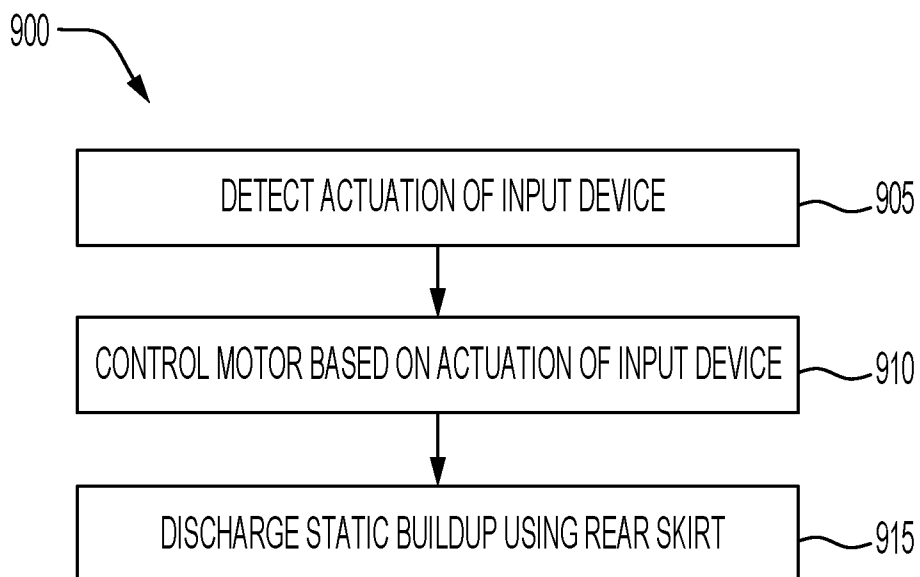 900
DETECT ACTUATION OF INPUT DEVICE
905
CONTROL MOTOR BASED ON ACTUATION OF INPUT DEVICE
910
DISCHARGE STATIC BUILDUP USING REAR SKIRT
915